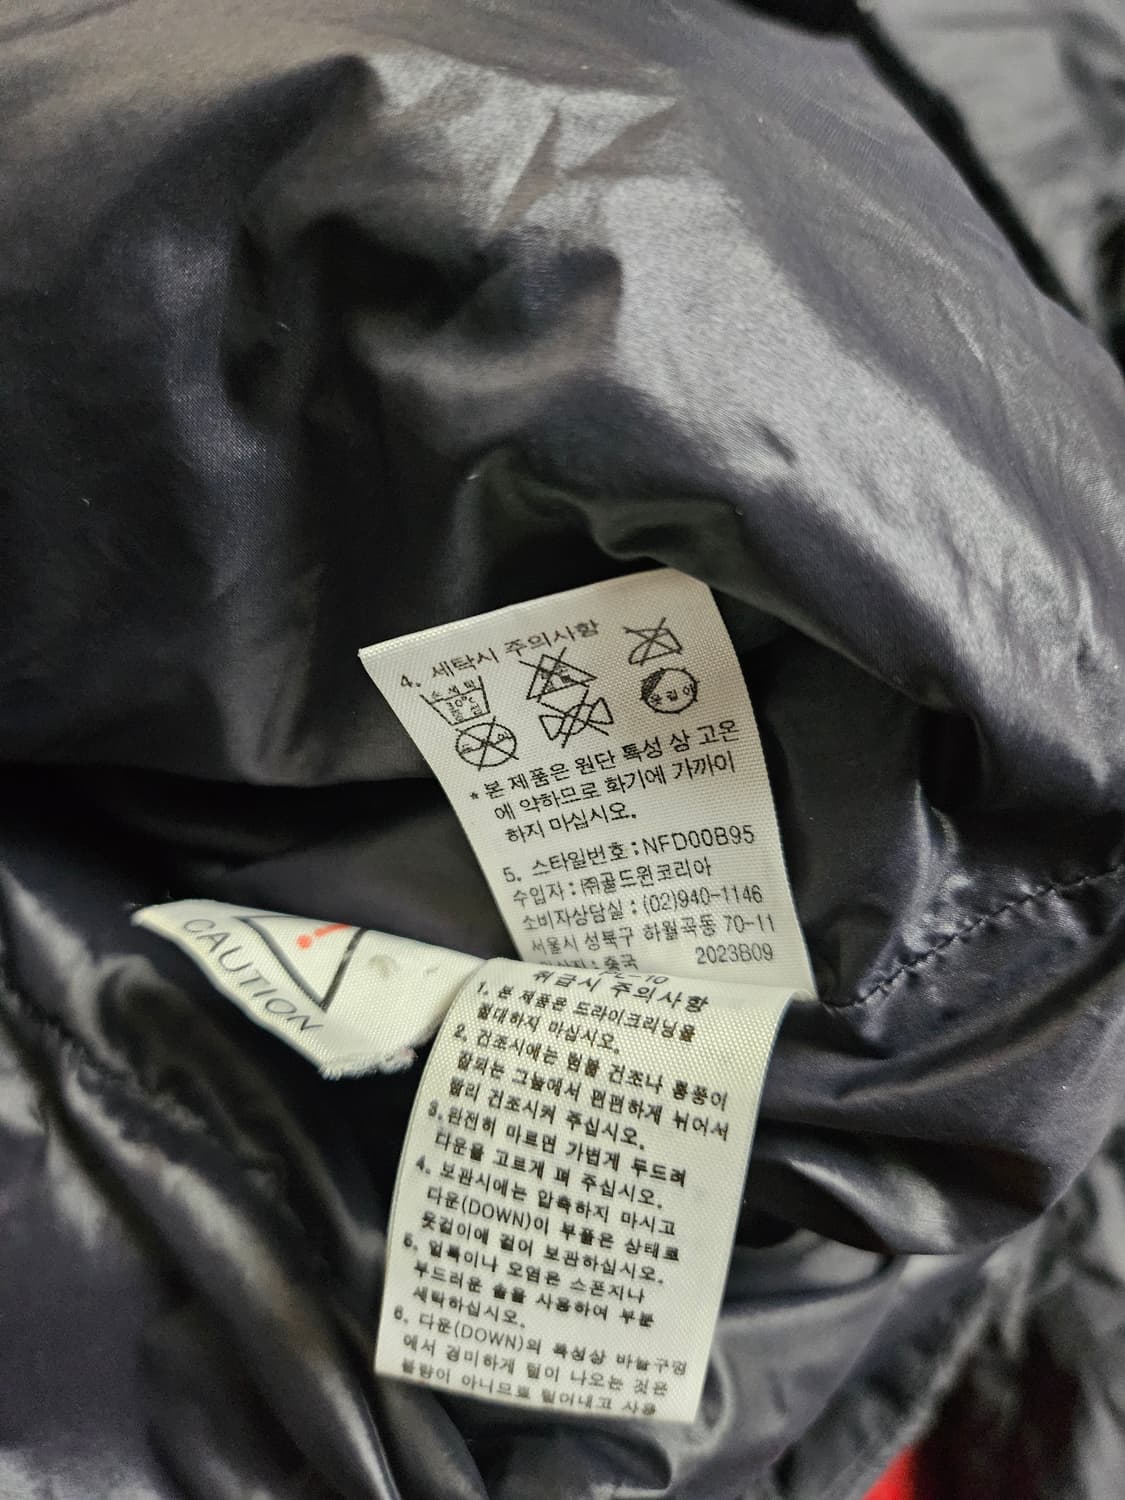 4. 세탁시 주의사항
손세탁
30℃
중성
옷걸이
* 본 제품은 원단 특성 상 고온
에 약하므로 화기에 가까이
하지 마십시오.
5. 스타일번호 : NFD00B95
수입자 : ㈜골드윈코리아
소비자상담실 : (02)940-1146
서울시 성북구 하월곡동 70-11
: 중국 2023B09
CAUTION
취급시 주의사항
1. 본 제품은 드라이크리닝을
절대하지 마십시오.
2. 건조시에는 텀블 건조나 통풍이
잘되는 그늘에서 편편하게 뉘어서
빨리 건조시켜 주십시오.
3. 완전히 마르면 가볍게 두드려
다운을 고르게 펴 주십시오.
4. 보관시에는 압축하지 마시고
다운(DOWN)이 부풀은 상태로
옷걸이에 걸어 보관하십시오.
5. 얼룩이나 오염은 스폰지나
부드러운 솔을 사용하여 부분
세탁하십시오.
6. 다운(DOWN)의 특성상 바늘구멍
에서 경미하게 털이 나오는 것은
불량이 아니므로 털어내고 사용